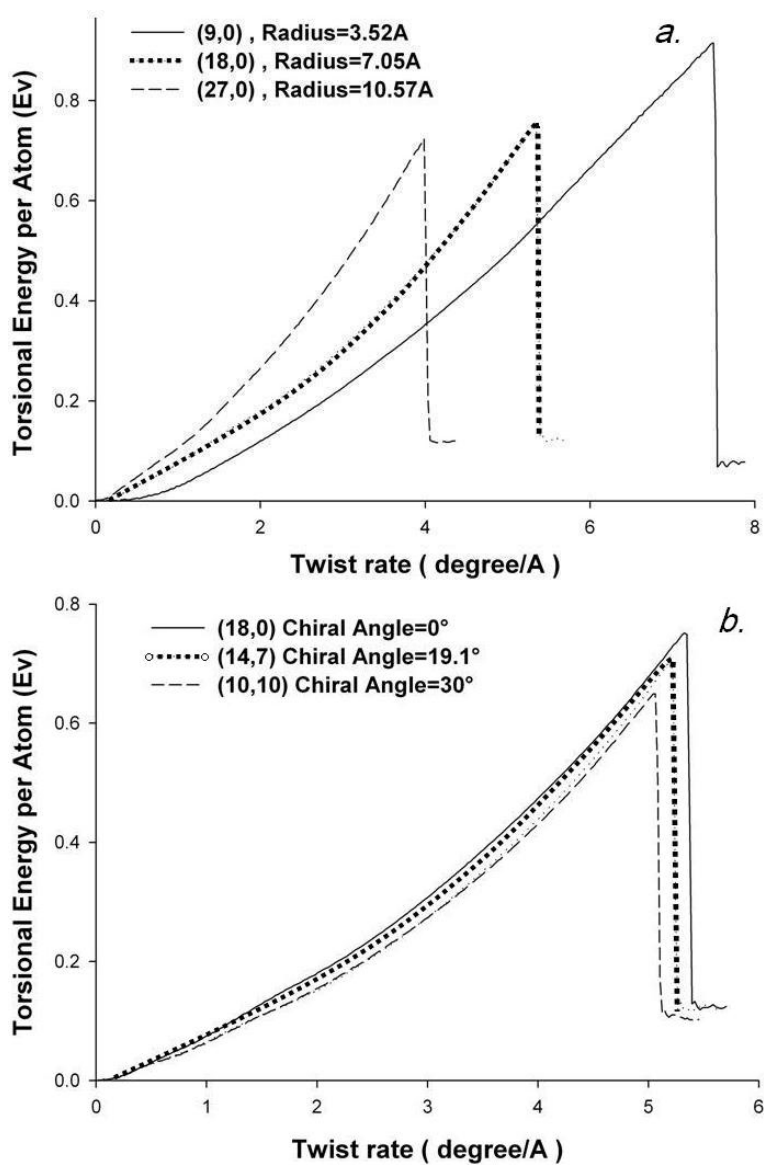 (9,0) , Radius=3.52A
a.
(18,0) , Radius=7.05A
(27,0) , Radius=10.57A
Torsional Energy per Atom (Ev)
0.8
0.6
0.4
0.2
0.0
0 2 4 6 8
Twist rate ( degree/A )
0.8
(18,0) Chiral Angle=0°
b.
(14,7) Chiral Angle=19.1°
(10,10) Chiral Angle=30°
Torsional Energy per Atom (Ev)
0.6
0.4
0.2
0.0
0 1 2 3 4 5 6
Twist rate ( degree/A )